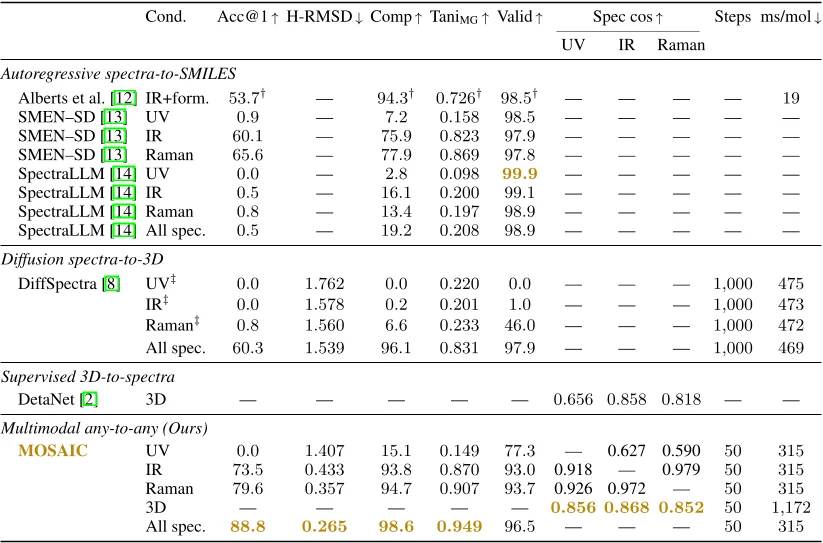 Cond. Acc@1↑ H-RMSD↓ Comp↑ Tani_MG↑ Valid↑ Spec cos↑ Steps ms/mol↓
UV IR Raman
Autoregressive spectra-to-SMILES
Alberts et al. [12] IR+form. 53.7† — 94.3† 0.726† 98.5† — — — — 19
SMEN–SD [13] UV 0.9 — 7.2 0.158 98.5 — — — — —
SMEN–SD [13] IR 60.1 — 75.9 0.823 97.9 — — — — —
SMEN–SD [13] Raman 65.6 — 77.9 0.869 97.8 — — — — —
SpectraLLM [14] UV 0.0 — 2.8 0.098 99.9 — — — — —
SpectraLLM [14] IR 0.5 — 16.1 0.200 99.1 — — — — —
SpectraLLM [14] Raman 0.8 — 13.4 0.197 98.9 — — — — —
SpectraLLM [14] All spec. 0.5 — 19.2 0.208 98.9 — — — — —
Diffusion spectra-to-3D
DiffSpectra [8] UV‡ 0.0 1.762 0.0 0.220 0.0 — — — 1,000 475
IR‡ 0.0 1.578 0.2 0.201 1.0 — — — 1,000 473
Raman‡ 0.8 1.560 6.6 0.233 46.0 — — — 1,000 472
All spec. 60.3 1.539 96.1 0.831 97.9 — — — 1,000 469
Supervised 3D-to-spectra
DetaNet [2] 3D — — — — — 0.656 0.858 0.818 — —
Multimodal any-to-any (Ours)
MOSAIC UV 0.0 1.407 15.1 0.149 77.3 — 0.627 0.590 50 315
IR 73.5 0.433 93.8 0.870 93.0 0.918 — 0.979 50 315
Raman 79.6 0.357 94.7 0.907 93.7 0.926 0.972 — 50 315
3D — — — — — 0.856 0.868 0.852 50 1,172
All spec. 88.8 0.265 98.6 0.949 96.5 — — — 50 315